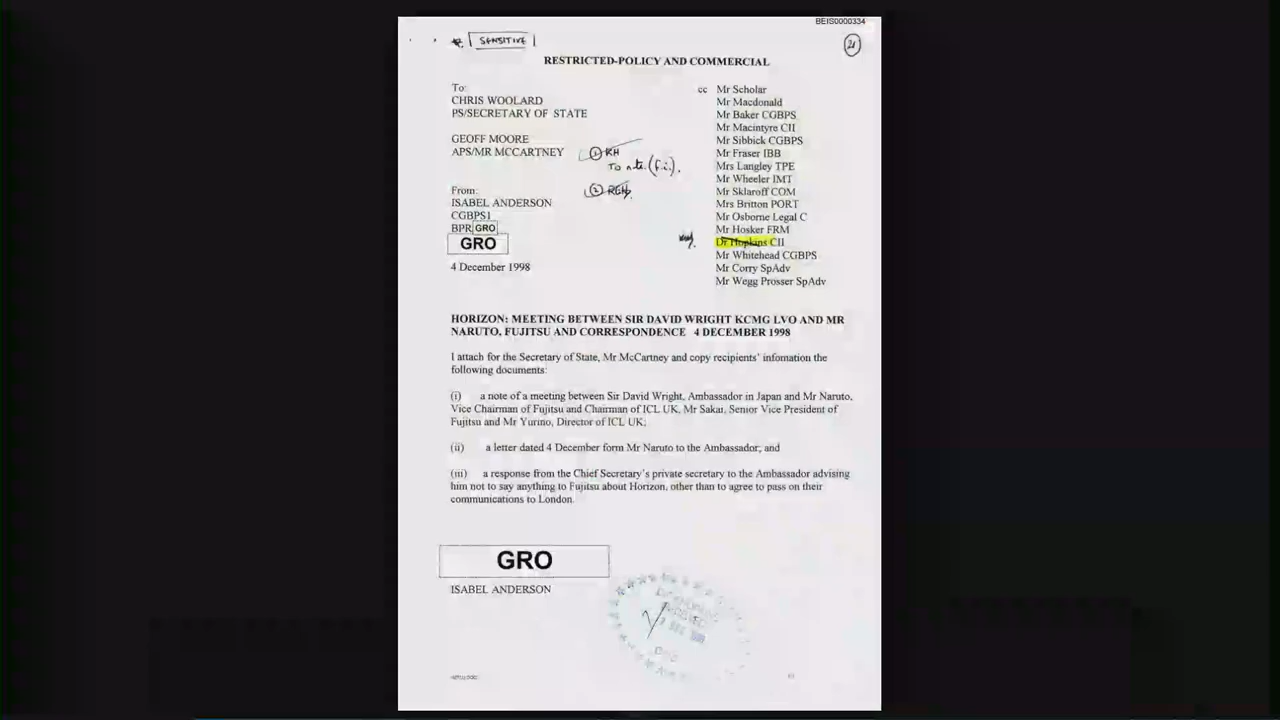 BEIS0000334
SENSITIVE
21
RESTRICTED-POLICY AND COMMERCIAL
To:
CHRIS WOOLARD
PS/SECRETARY OF STATE
GEOFF MOORE
APS/MR MCCARTNEY
1 RH
To note (f.i.).
2 RGH
From:
ISABEL ANDERSON
CGBPS1
BPR GRO
GRO
4 December 1998
cc Mr Scholar
Mr Macdonald
Mr Baker CGBPS
Mr Macintyre CII
Mr Sibbick CGBPS
Mr Fraser IBB
Mrs Langley TPE
Mr Wheeler IMT
Mr Sklaroff COM
Mrs Britton PORT
Mr Osborne Legal C
Mr Hosker FRM
Dr Hopkins CII
Mr Whitehead CGBPS
Mr Corry SpAdv
Mr Wegg Prosser SpAdv
HORIZON: MEETING BETWEEN SIR DAVID WRIGHT KCMG LVO AND MR
NARUTO, FUJITSU AND CORRESPONDENCE 4 DECEMBER 1998
I attach for the Secretary of State, Mr McCartney and copy recipients' infomation the
following documents:
(i) a note of a meeting between Sir David Wright, Ambassador in Japan and Mr Naruto,
Vice Chairman of Fujitsu and Chairman of ICL UK, Mr Sakai, Senior Vice President of
Fujitsu and Mr Yurino, Director of ICL UK;
(ii) a letter dated 4 December form Mr Naruto to the Ambassador; and
(iii) a response from the Chief Secretary's private secretary to the Ambassador advising
him not to say anything to Fujitsu about Horizon, other than to agree to pass on their
communications to London.
GRO
ISABEL ANDERSON